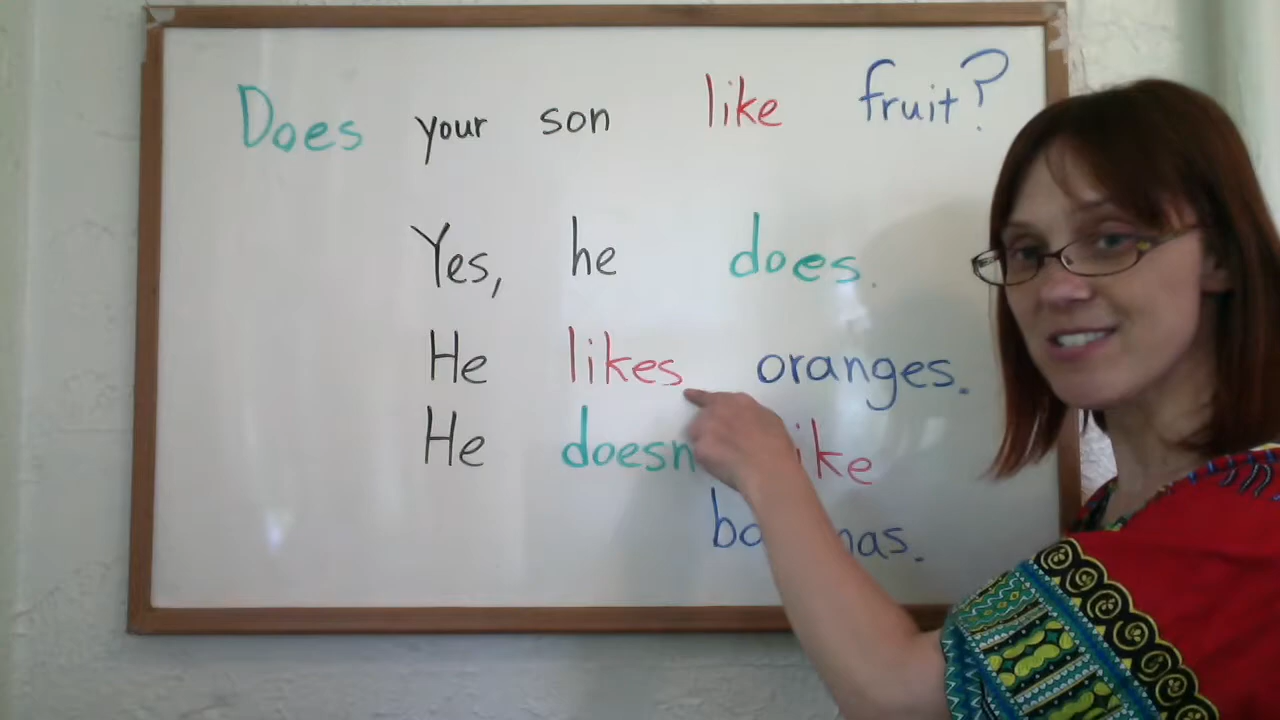 Does your son like fruit?
Yes, he does.
He likes oranges.
He